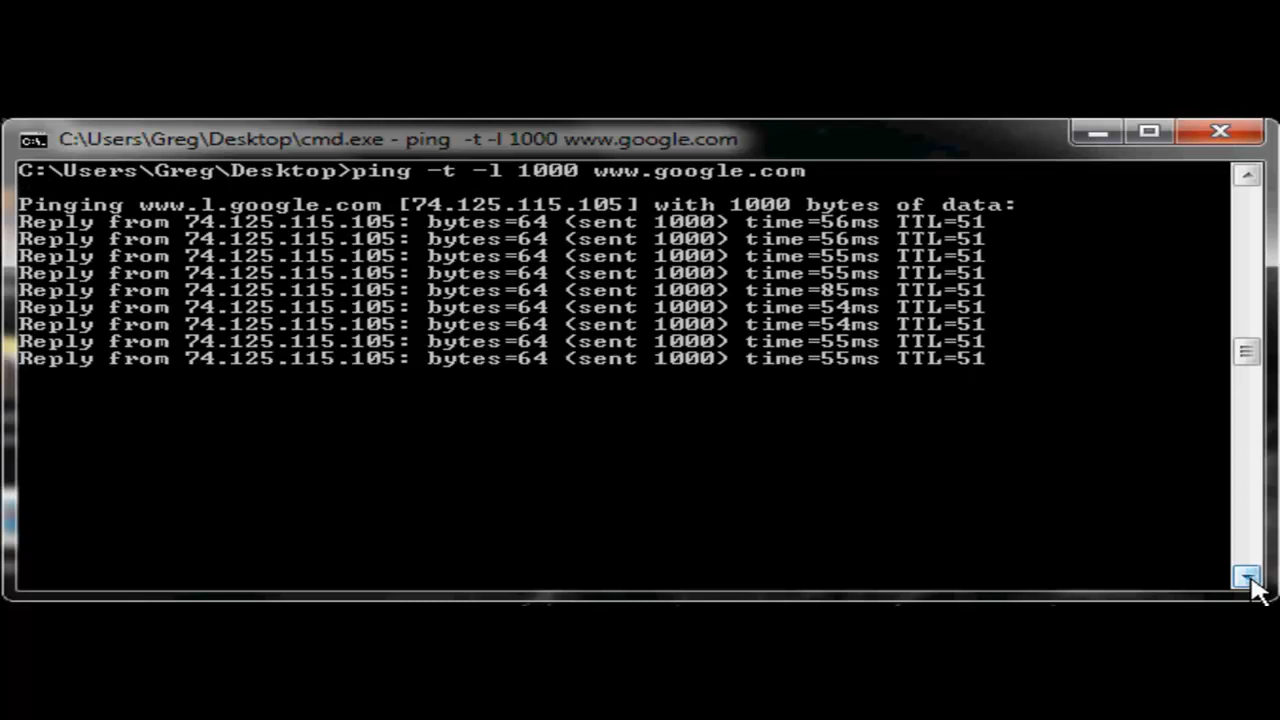 C:\Users\Greg\Desktop\cmd.exe - ping -t -l 1000 www.google.com
C:\Users\Greg\Desktop>ping -t -l 1000 www.google.com
Pinging www.l.google.com [74.125.115.105] with 1000 bytes of data:
Reply from 74.125.115.105: bytes=64 (sent 1000) time=56ms TTL=51
Reply from 74.125.115.105: bytes=64 (sent 1000) time=56ms TTL=51
Reply from 74.125.115.105: bytes=64 (sent 1000) time=55ms TTL=51
Reply from 74.125.115.105: bytes=64 (sent 1000) time=55ms TTL=51
Reply from 74.125.115.105: bytes=64 (sent 1000) time=85ms TTL=51
Reply from 74.125.115.105: bytes=64 (sent 1000) time=54ms TTL=51
Reply from 74.125.115.105: bytes=64 (sent 1000) time=54ms TTL=51
Reply from 74.125.115.105: bytes=64 (sent 1000) time=55ms TTL=51
Reply from 74.125.115.105: bytes=64 (sent 1000) time=55ms TTL=51